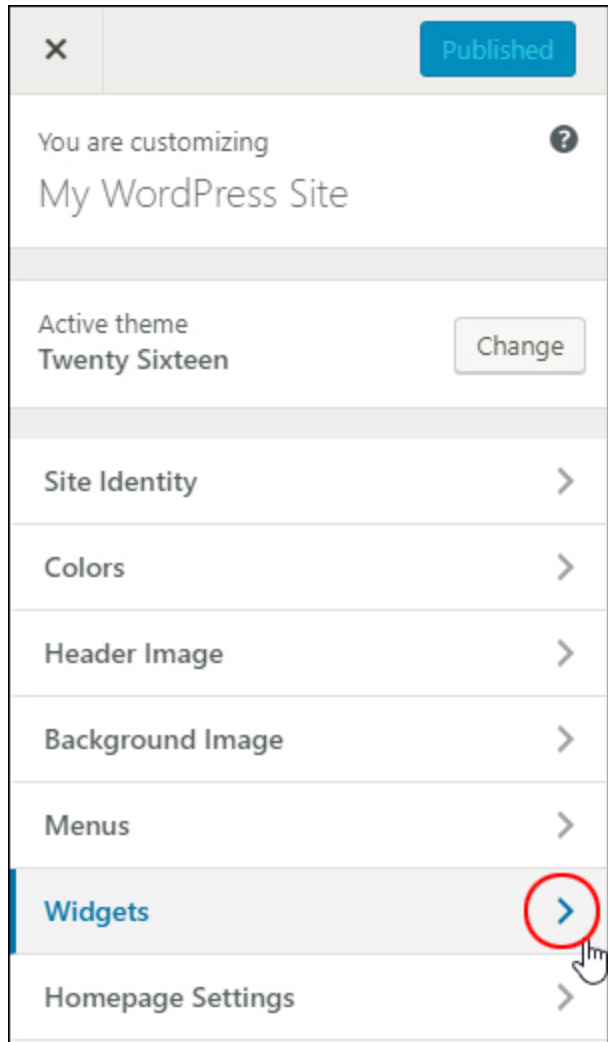 Published
You are customizing
My WordPress Site
Active theme
Twenty Sixteen
Change
Site Identity
Colors
Header Image
Background Image
Menus
Widgets
Homepage Settings